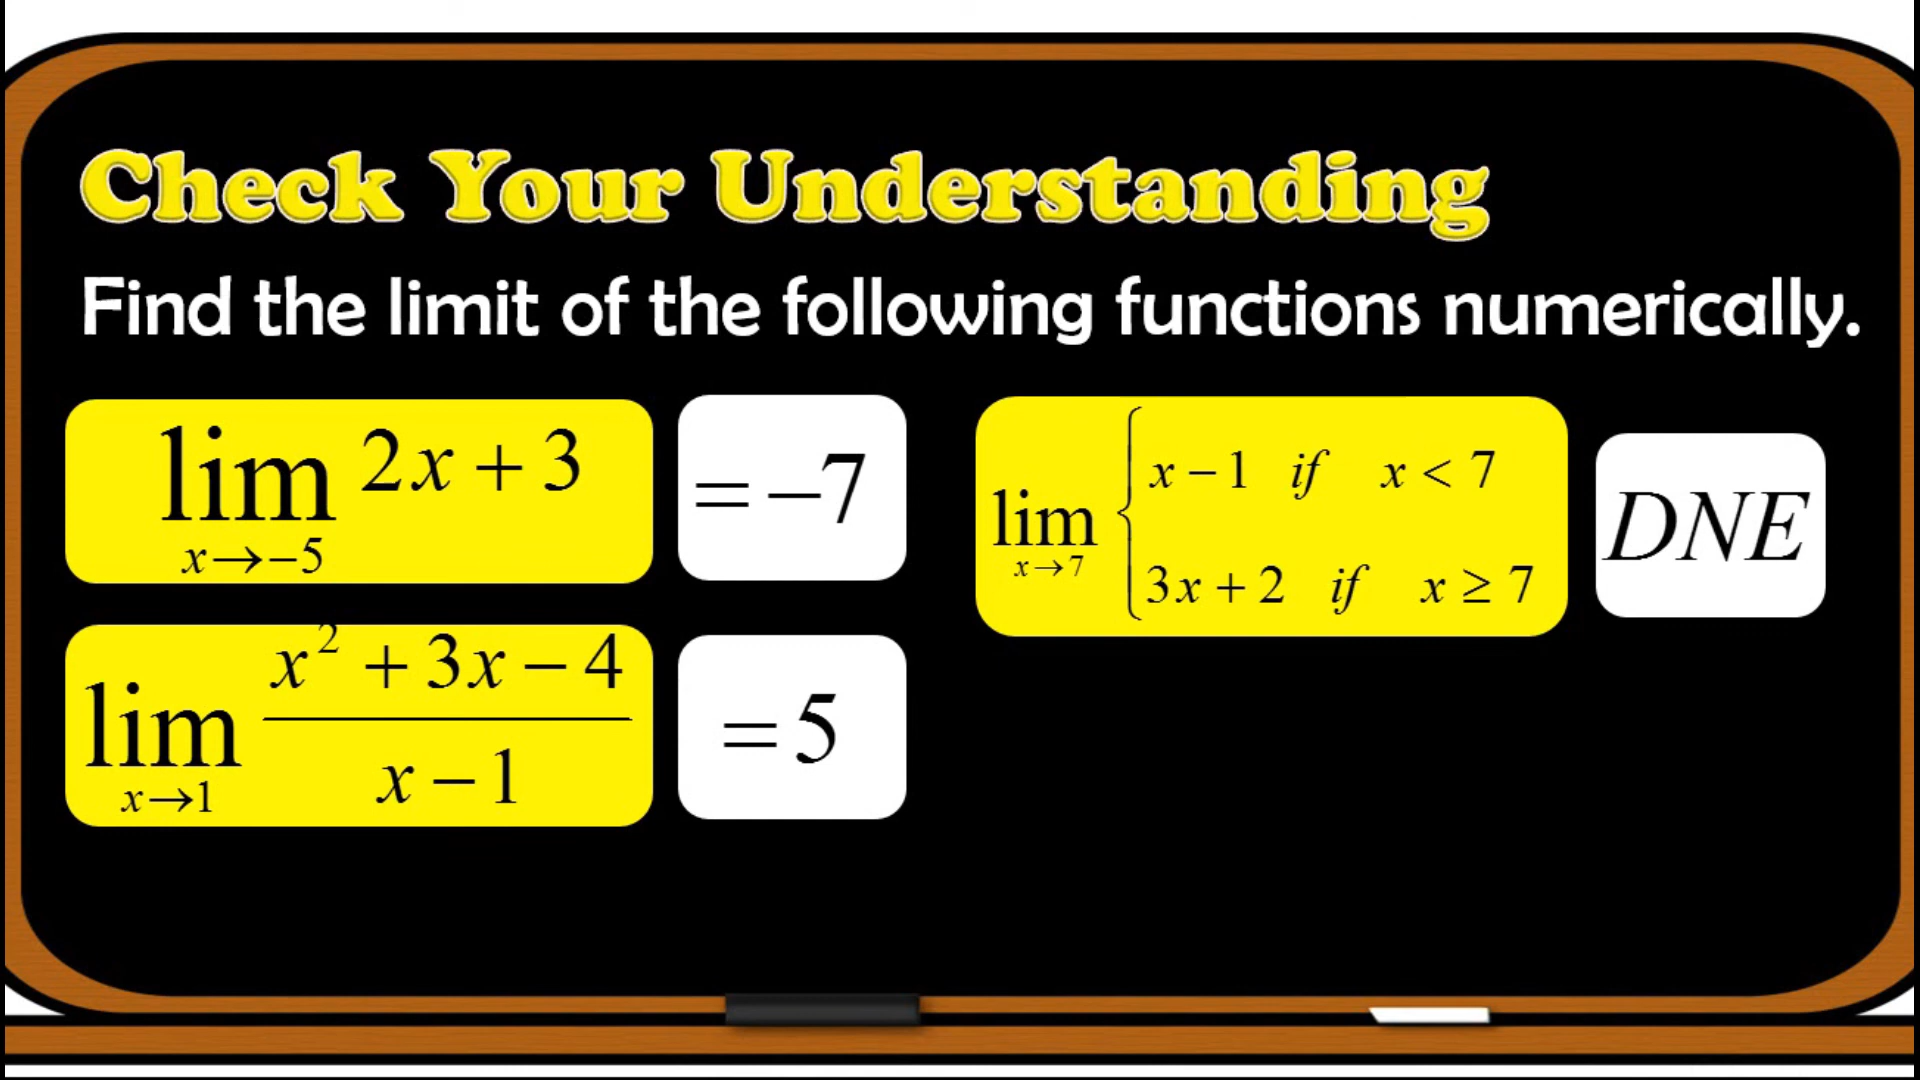 Check Your Understanding
Find the limit of the following functions numerically.
lim 2x + 3
x→−5
= −7
x² + 3x − 4
lim
x − 1
x→1
= 5
x − 1 if x < 7
lim
x→7
3x + 2 if x ≥ 7
DNE